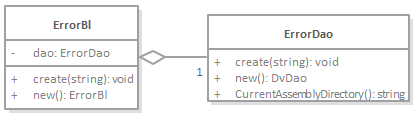 ErrorBl
- dao: ErrorDao
+ create(string): void
+ new(): ErrorBl
1
ErrorDao
+ create(string): void
+ new(): DvDao
+ CurrentAssemblyDirectory(): string